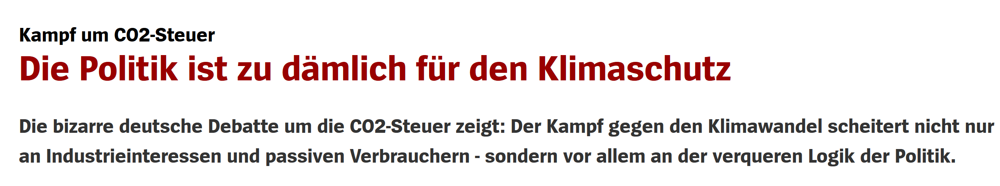 Kampf um CO2-Steuer
Die Politik ist zu dämlich für den Klimaschutz
Die bizarre deutsche Debatte um die CO2-Steuer zeigt: Der Kampf gegen den Klimawandel scheitert nicht nur
an Industrieinteressen und passiven Verbrauchern - sondern vor allem an der verqueren Logik der Politik.